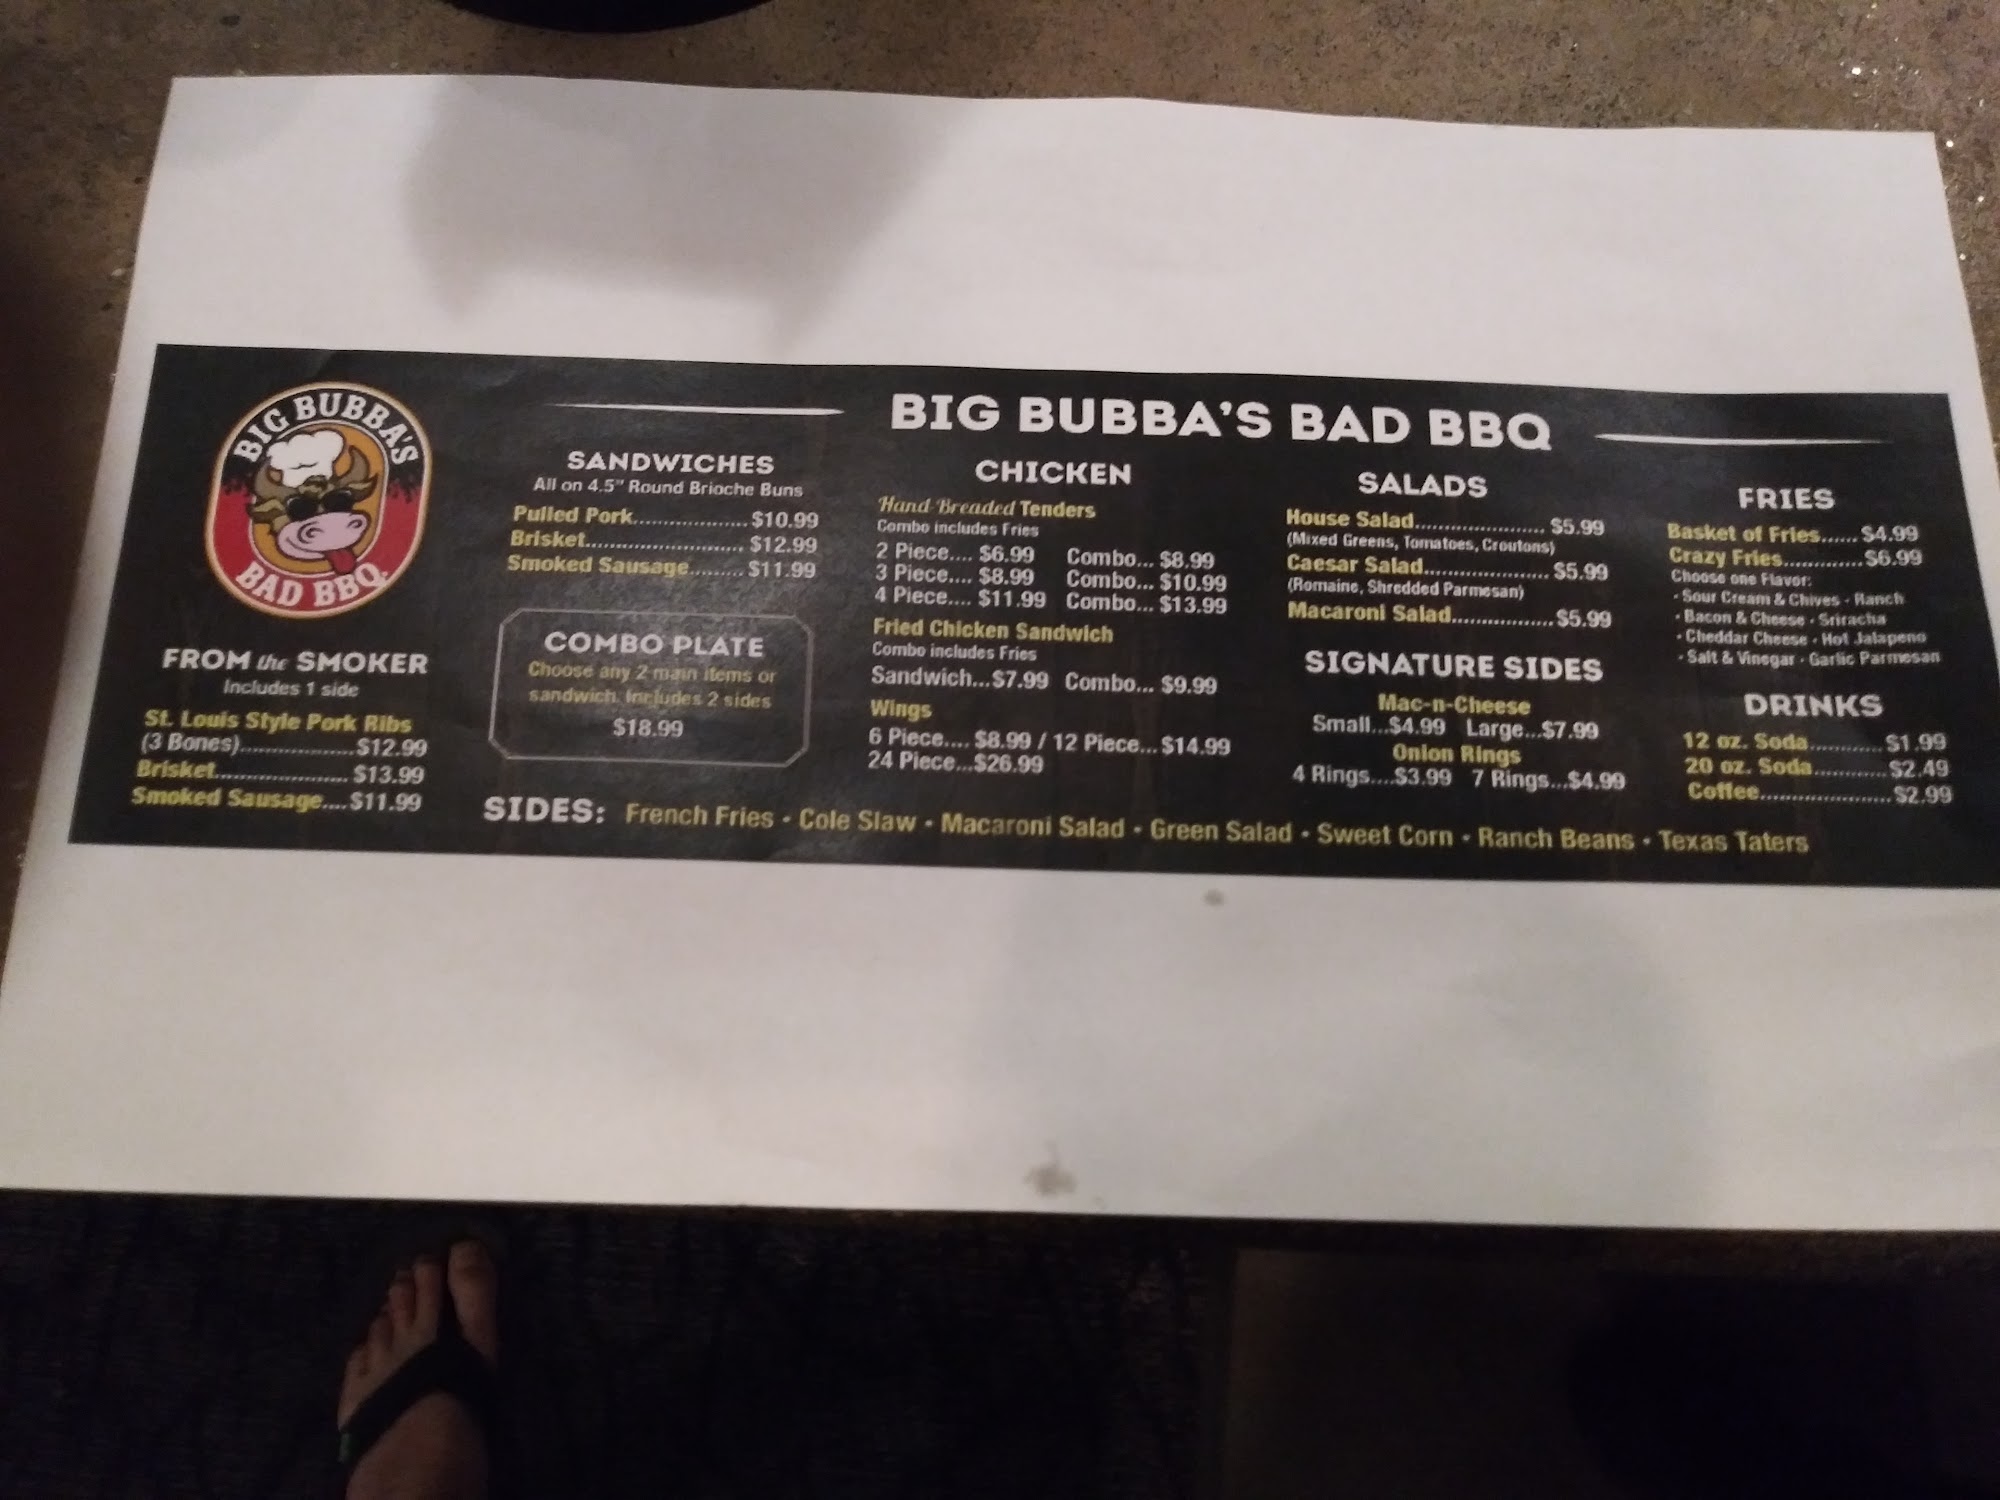 BIG BUBBA'S
BAD BBQ
BIG BUBBA'S BAD BBQ
FROM the SMOKER
Includes 1 side
St. Louis Style Pork Ribs
(3 Bones)....................$12.99
Brisket...................... $13.99
Smoked Sausage....$11.99
SANDWICHES
All on 4.5" Round Brioche Buns
Pulled Pork................... $10.99
Brisket........................... $12.99
Smoked Sausage......... $11.99
COMBO PLATE
Choose any 2 main items or
sandwich. Includes 2 sides
$18.99
CHICKEN
Hand-Breaded Tenders
Combo includes Fries
2 Piece.... $6.99 Combo... $8.99
3 Piece.... $8.99 Combo... $10.99
4 Piece.... $11.99 Combo... $13.99
Fried Chicken Sandwich
Combo includes Fries
Sandwich...$7.99 Combo... $9.99
Wings
6 Piece.... $8.99 / 12 Piece... $14.99
24 Piece...$26.99
SALADS
House Salad...................... $5.99
(Mixed Greens, Tomatoes, Croutons)
Caesar Salad..................... $5.99
(Romaine, Shredded Parmesan)
Macaroni Salad.................$5.99
SIGNATURE SIDES
Mac-n-Cheese
Small...$4.99 Large...$7.99
Onion Rings
4 Rings....$3.99 7 Rings...$4.99
FRIES
Basket of Fries...... $4.99
Crazy Fries.............$6.99
Choose one Flavor:
• Sour Cream & Chives • Ranch
• Bacon & Cheese • Sriracha
• Cheddar Cheese • Hot Jalapeno
• Salt & Vinegar • Garlic Parmesan
DRINKS
12 oz. Soda............$1.99
20 oz. Soda............$2.49
Coffee......................$2.99
SIDES: French Fries • Cole Slaw • Macaroni Salad • Green Salad • Sweet Corn • Ranch Beans • Texas Taters